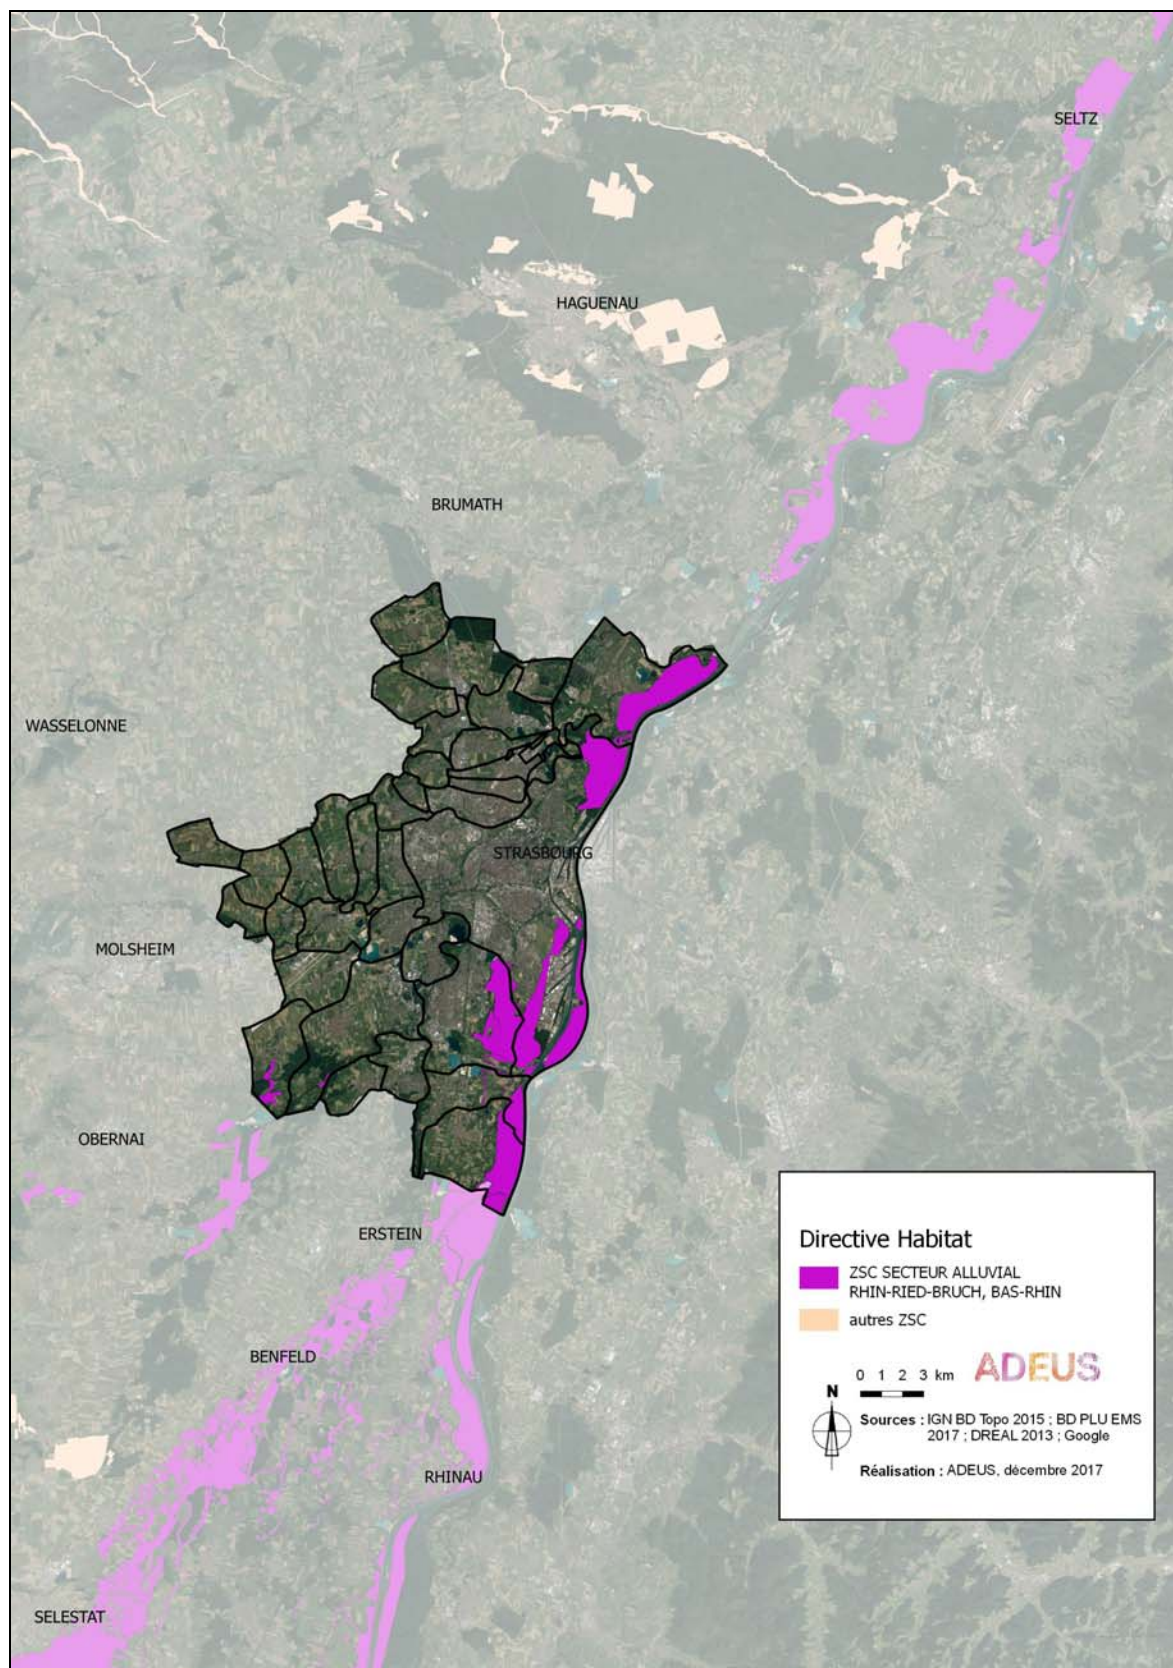 SELTZ
HAGUENAU
BRUMATH
WASSELONNE
STRASBOURG
MOLSHEIM
OBERNAI
ERSTEIN
BENFELD
RHINAU
SELESTAT
Directive Habitat
ZSC SECTEUR ALLUVIAL
RHIN-RIED-BRUCH, BAS-RHIN
autres ZSC
ADEUS
0 1 2 3 km
N
Sources : IGN BD Topo 2015 ; BD PLU EMS
2017 ; DREAL 2013 ; Google
Réalisation : ADEUS, décembre 2017